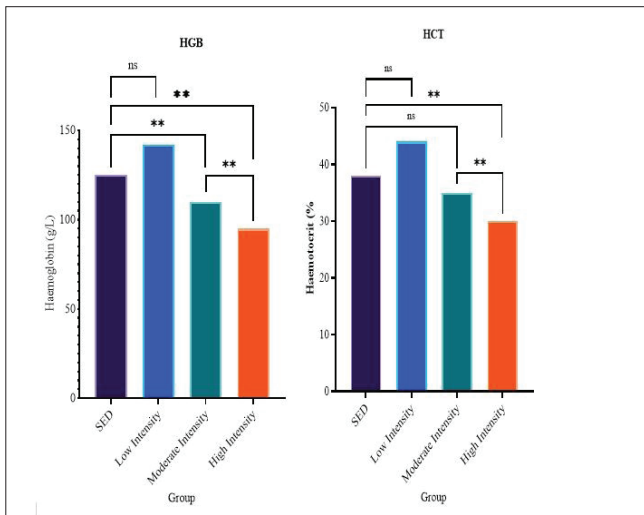 HGB
ns
**
**
**
150
100
50
0
Haemoglobin (g/L)
SED
Low Intensity
Moderate Intensity
High Intensity
Group
HCT
ns
**
ns
**
50
40
30
20
10
0
Haemotocrit (%
SED
Low Intensity
Moderate Intensity
High Intensity
Group